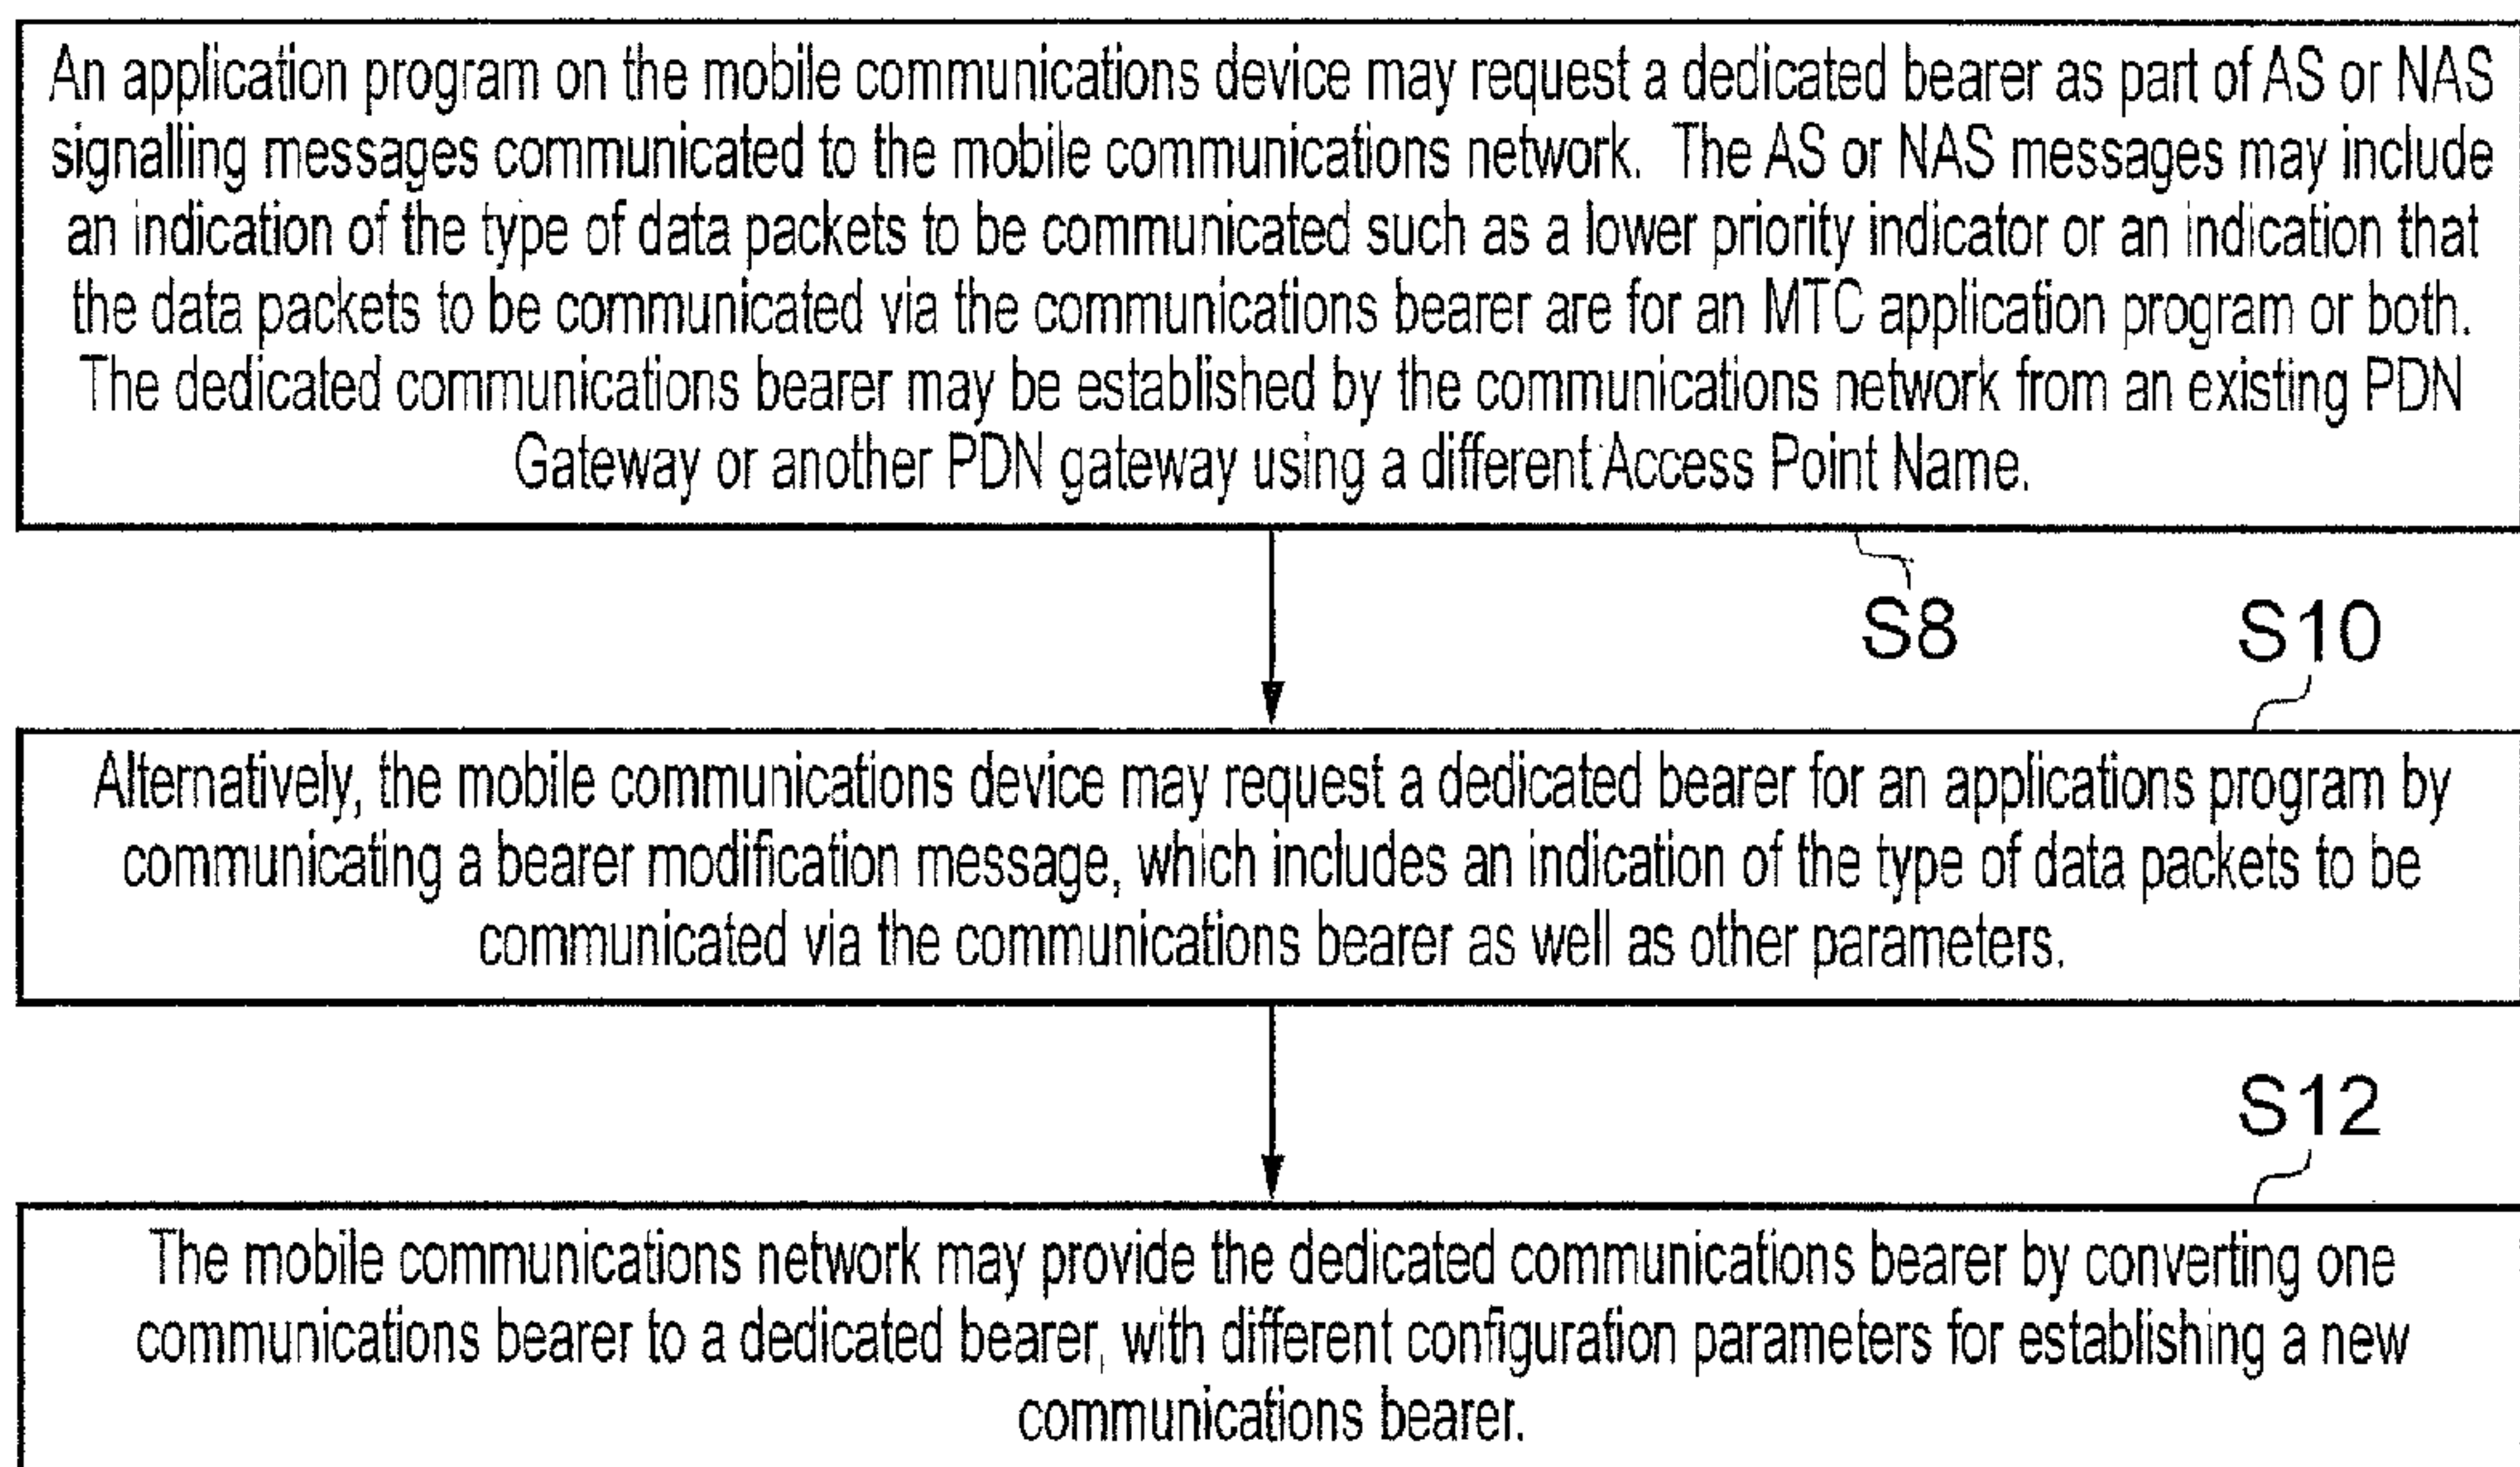 An application program on the mobile communications device may request a dedicated bearer as part of AS or NAS
signalling messages communicated to the mobile communications network. The AS or NAS messages may include
an indication of the type of data packets to be communicated such as a lower priority indicator or an indication that
the data packets to be communicated via the communications bearer are for an MTC application program or both.
The dedicated communications bearer may be established by the communications network from an existing PDN
Gateway or another PDN gateway using a different Access Point Name.
S8
S10
Alternatively, the mobile communications device may request a dedicated bearer for an applications program by
communicating a bearer modification message, which includes an indication of the type of data packets to be
communicated via the communications bearer as well as other parameters.
S12
The mobile communications network may provide the dedicated communications bearer by converting one
communications bearer to a dedicated bearer, with different configuration parameters for establishing a new
communications bearer.